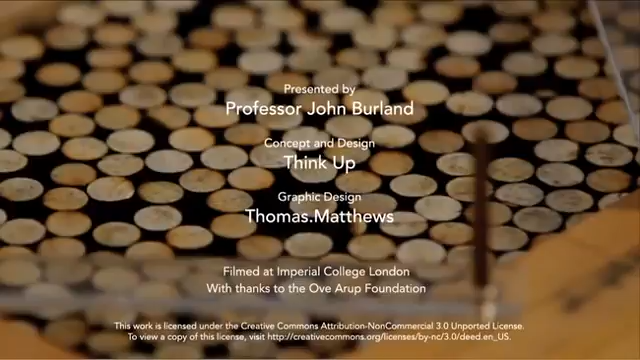 Presented by
Professor John Burland
Concept and Design
Think Up
Graphic Design
Thomas.Matthews
Filmed at Imperial College London
With thanks to the Ove Arup Foundation
This work is licensed under the Creative Commons Attribution-NonCommercial 3.0 Unported License.
To view a copy of this license, visit http://creativecommons.org/licenses/by-nc/3.0/deed.en_US.